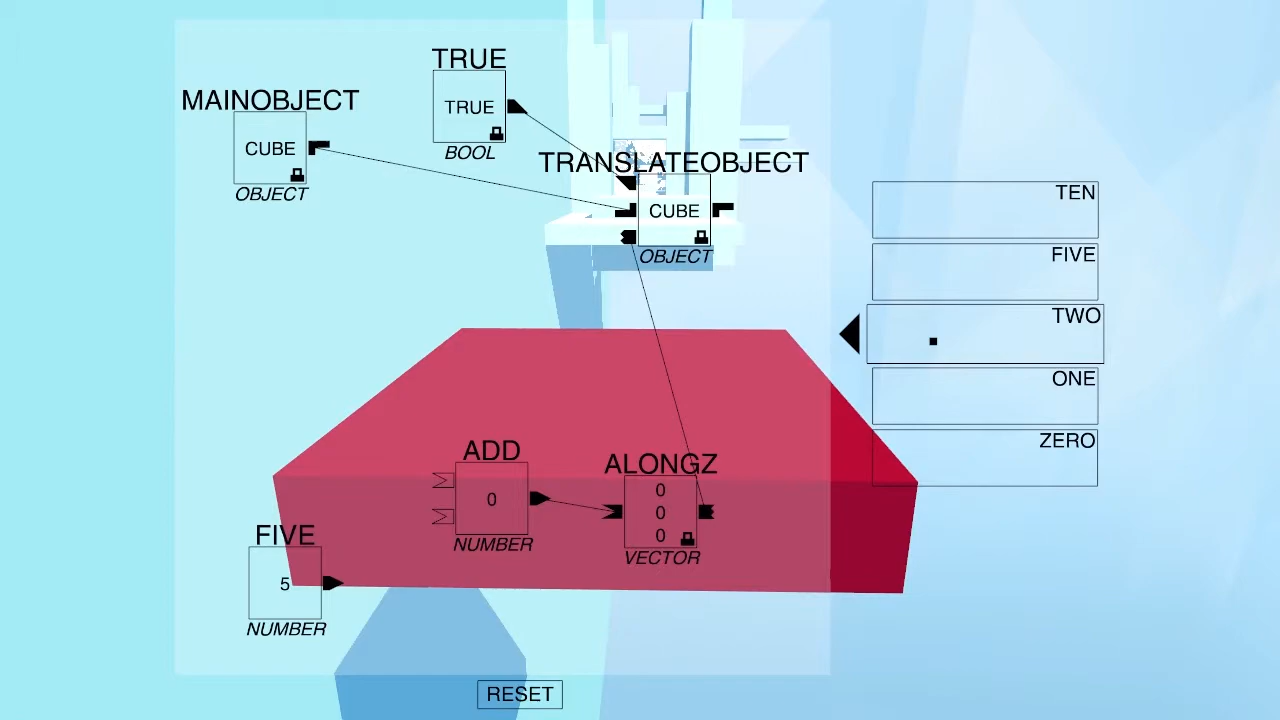 TRUE
TRUE
BOOL
MAINOBJECT
CUBE
OBJECT
TRANSLATEOBJECT
CUBE
OBJECT
TEN
FIVE
TWO
ONE
ZERO
ADD
0
NUMBER
ALONGZ
0
0
0
VECTOR
FIVE
5
NUMBER
RESET